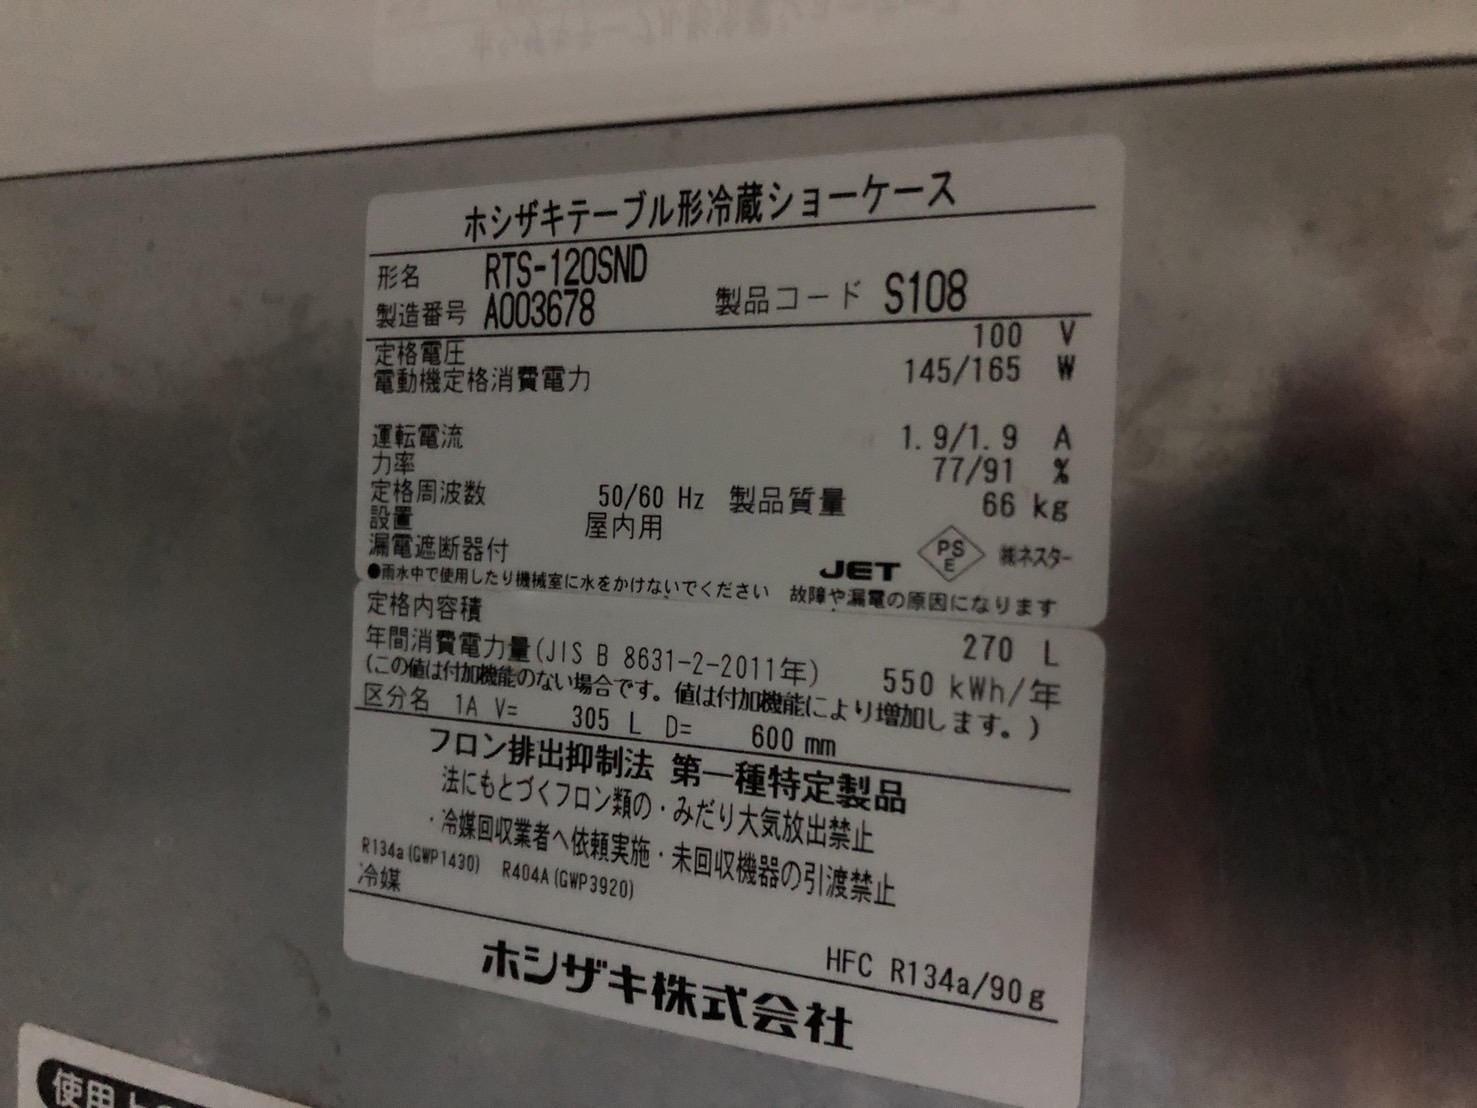 ホシザキテーブル形冷蔵ショーケース
形名 RTS-120SND
製造番号 A003678 製品コード S108
定格電圧 100 V
電動機定格消費電力 145/165 W
運転電流 1.9/1.9 A
力率 77/91 %
定格周波数 50/60 Hz 製品質量 66 kg
設置 屋内用
漏電遮断器付 JET PS E ㈱ネスター
●雨水中で使用したり機械室に水をかけないでください 故障や漏電の原因になります
定格内容積 270 L
年間消費電力量(JIS B 8631-2-2011年) 550 kWh/年
(この値は付加機能のない場合です。値は付加機能により増加します。)
区分名 1A V= 305 L D= 600 mm
フロン排出抑制法 第一種特定製品
法にもとづくフロン類の・みだり大気放出禁止
・冷媒回収業者へ依頼実施・未回収機器の引渡禁止
R134a(GWP1430) R404A(GWP3920)
冷媒 HFC R134a/90g
ホシザキ株式会社
使用上の